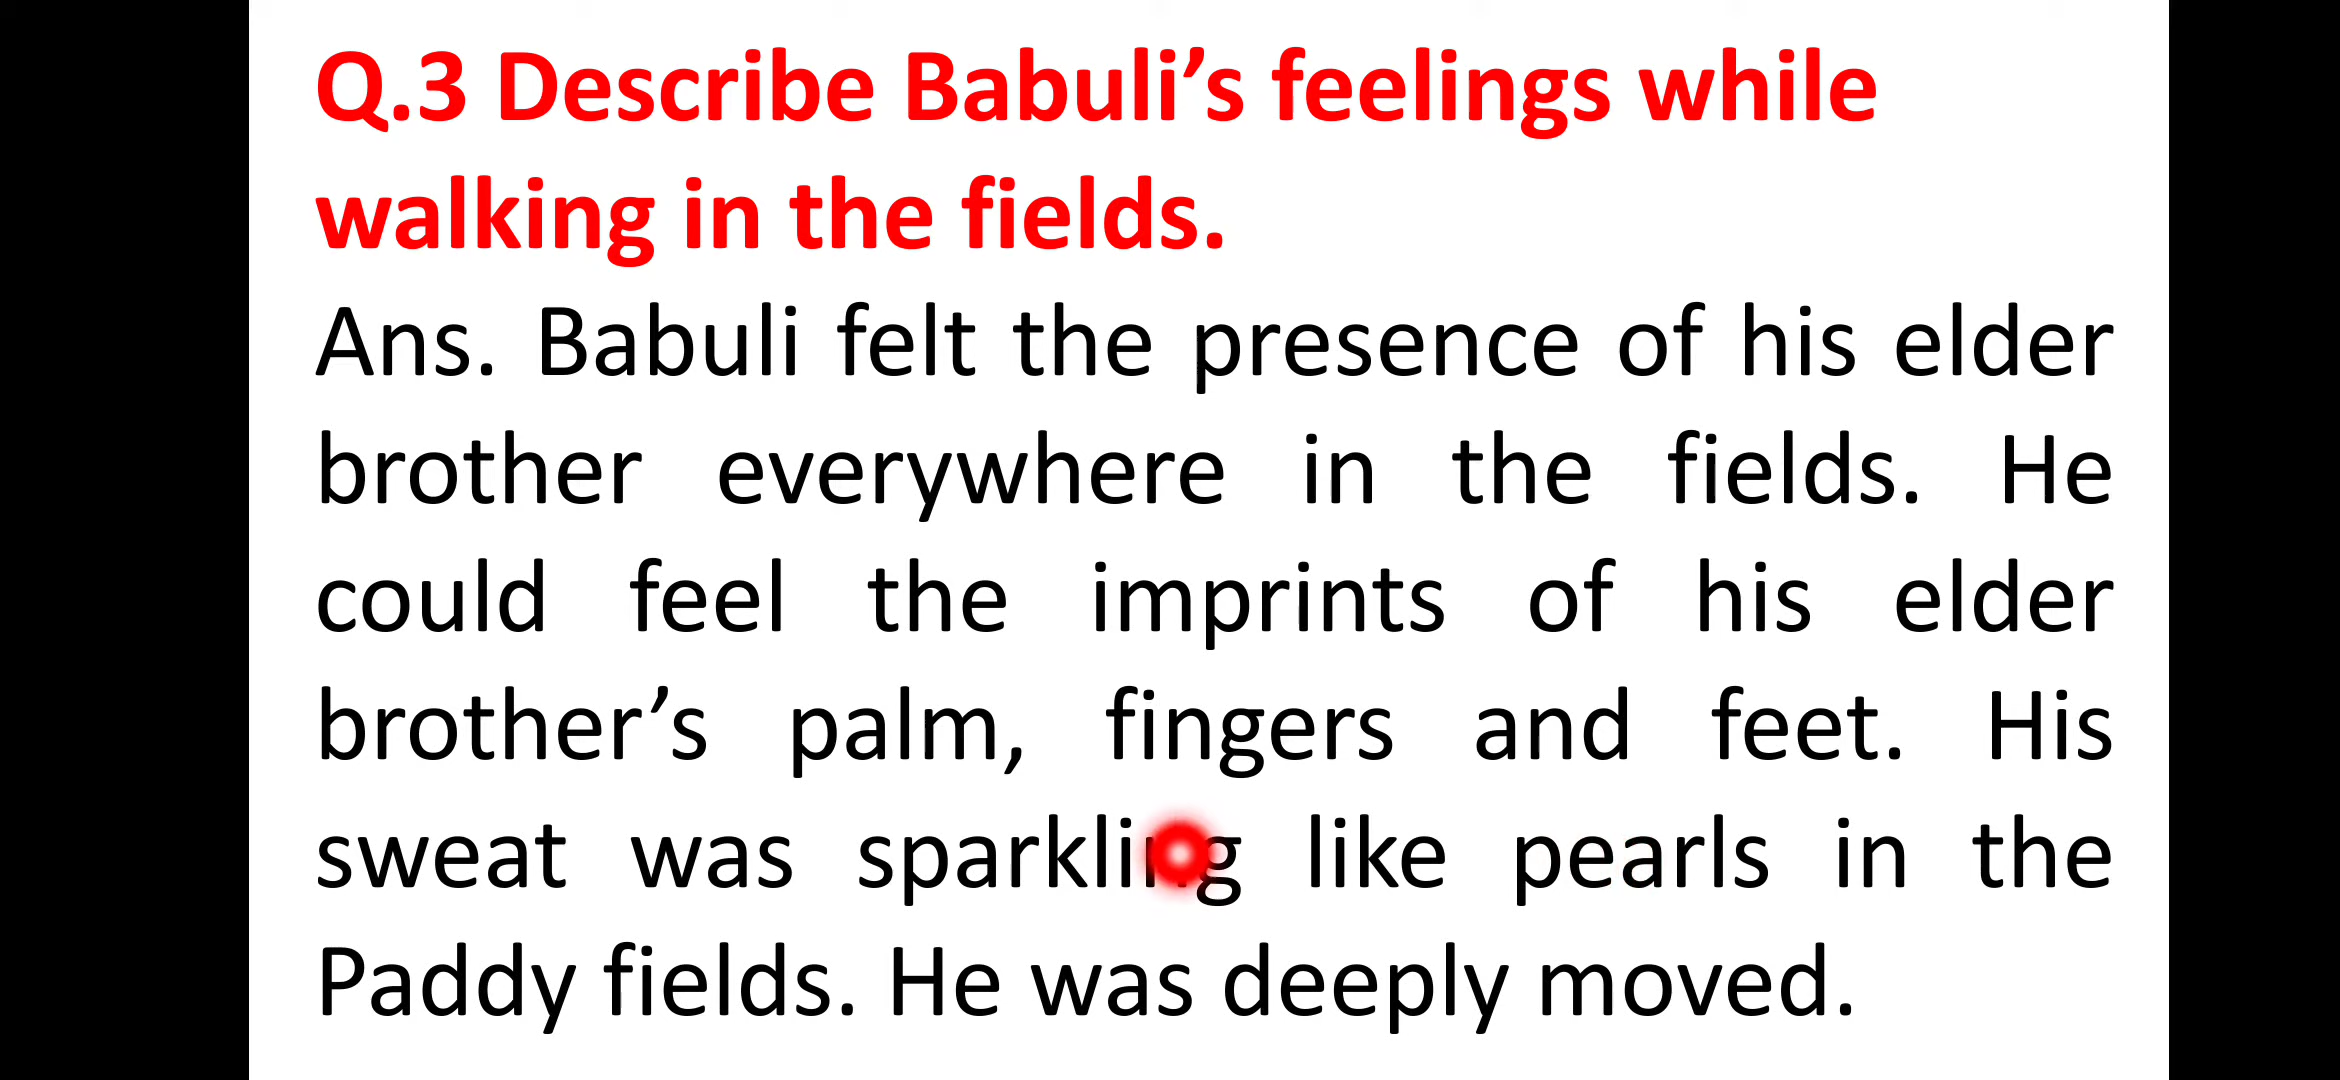 Q.3 Describe Babuli’s feelings while
walking in the fields.
Ans. Babuli felt the presence of his elder
brother everywhere in the fields. He
could feel the imprints of his elder
brother’s palm, fingers and feet. His
sweat was sparkling like pearls in the
Paddy fields. He was deeply moved.